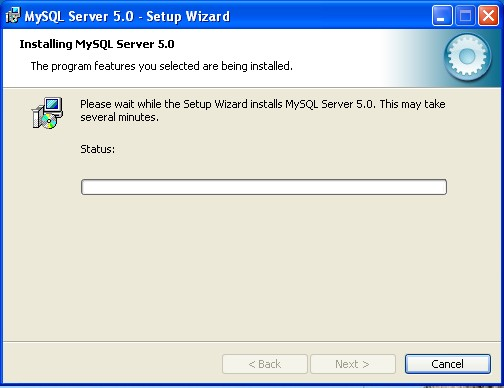 MySQL Server 5.0 - Setup Wizard
Installing MySQL Server 5.0
The program features you selected are being installed.
Please wait while the Setup Wizard installs MySQL Server 5.0. This may take
several minutes.
Status:
< Back
Next >
Cancel